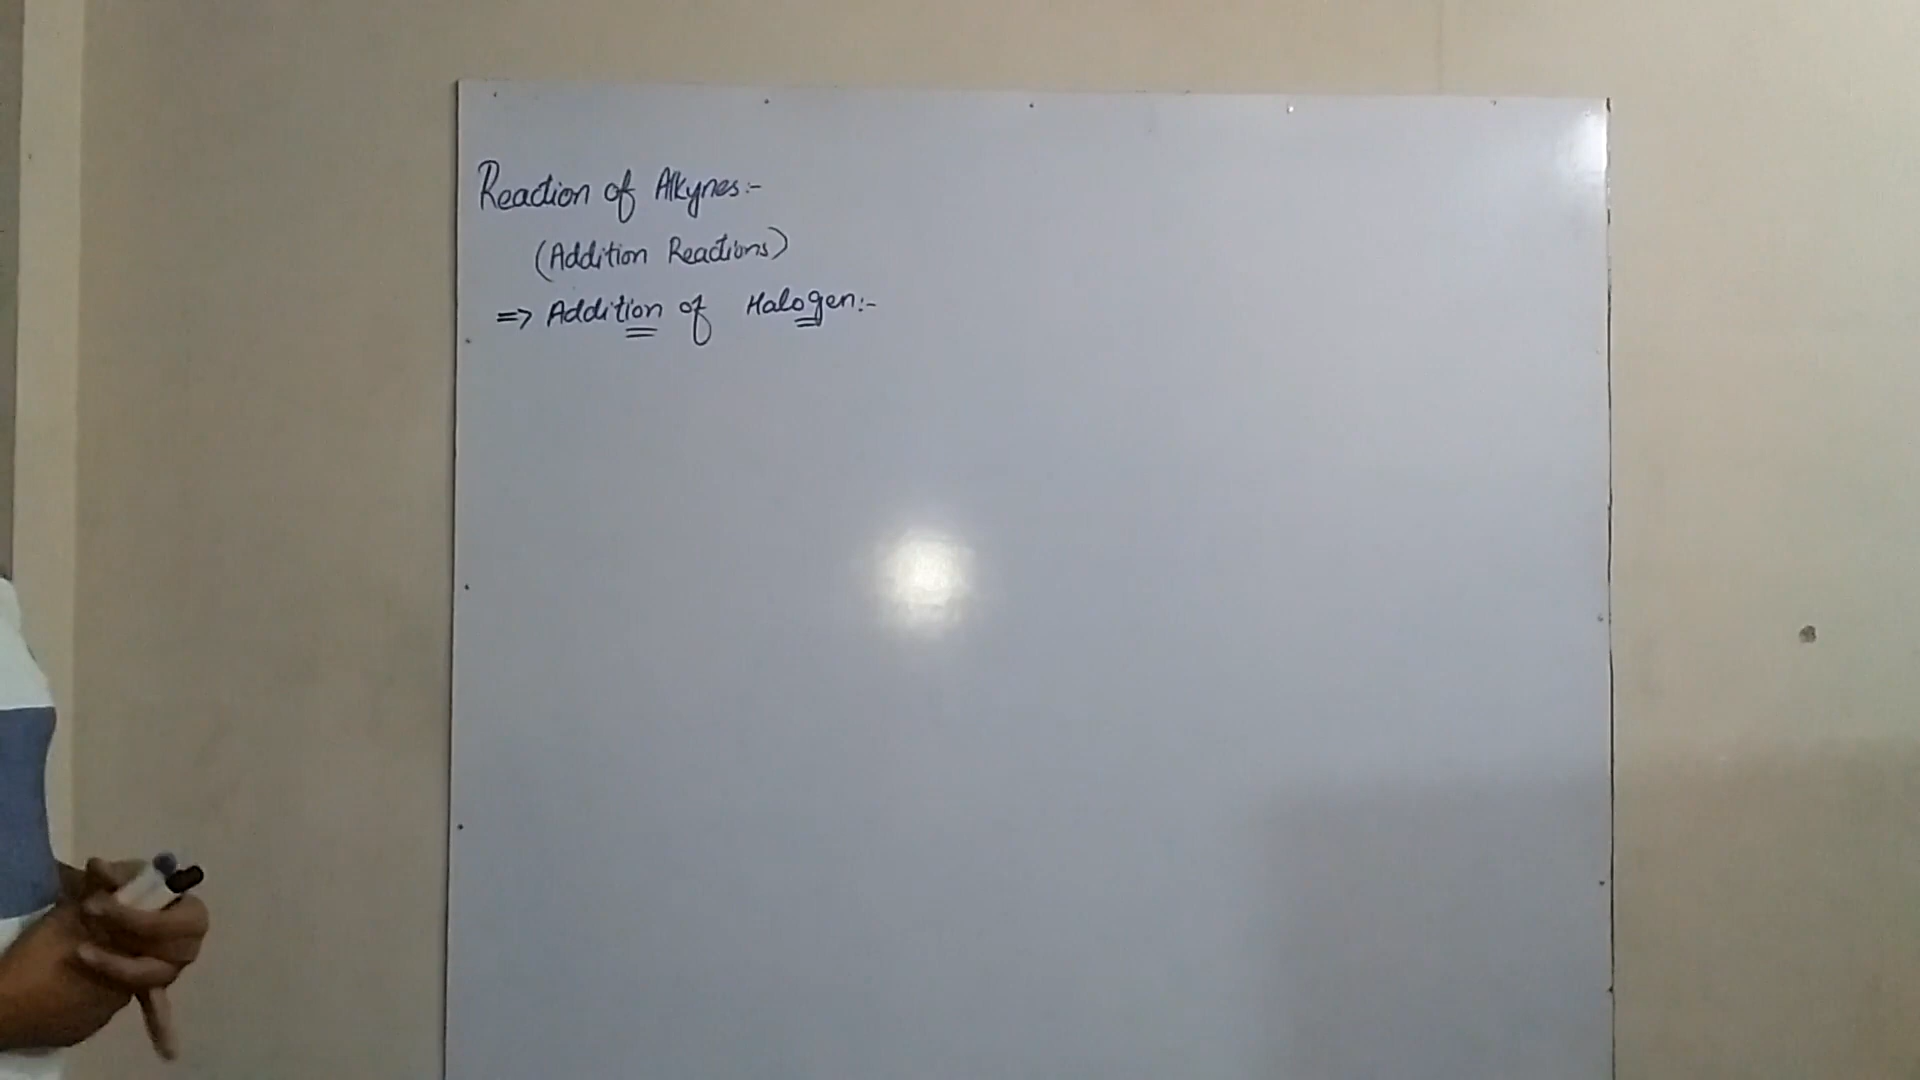 Reaction of Alkynes:-
(Addition Reactions)
=> Addition of Halogen:-